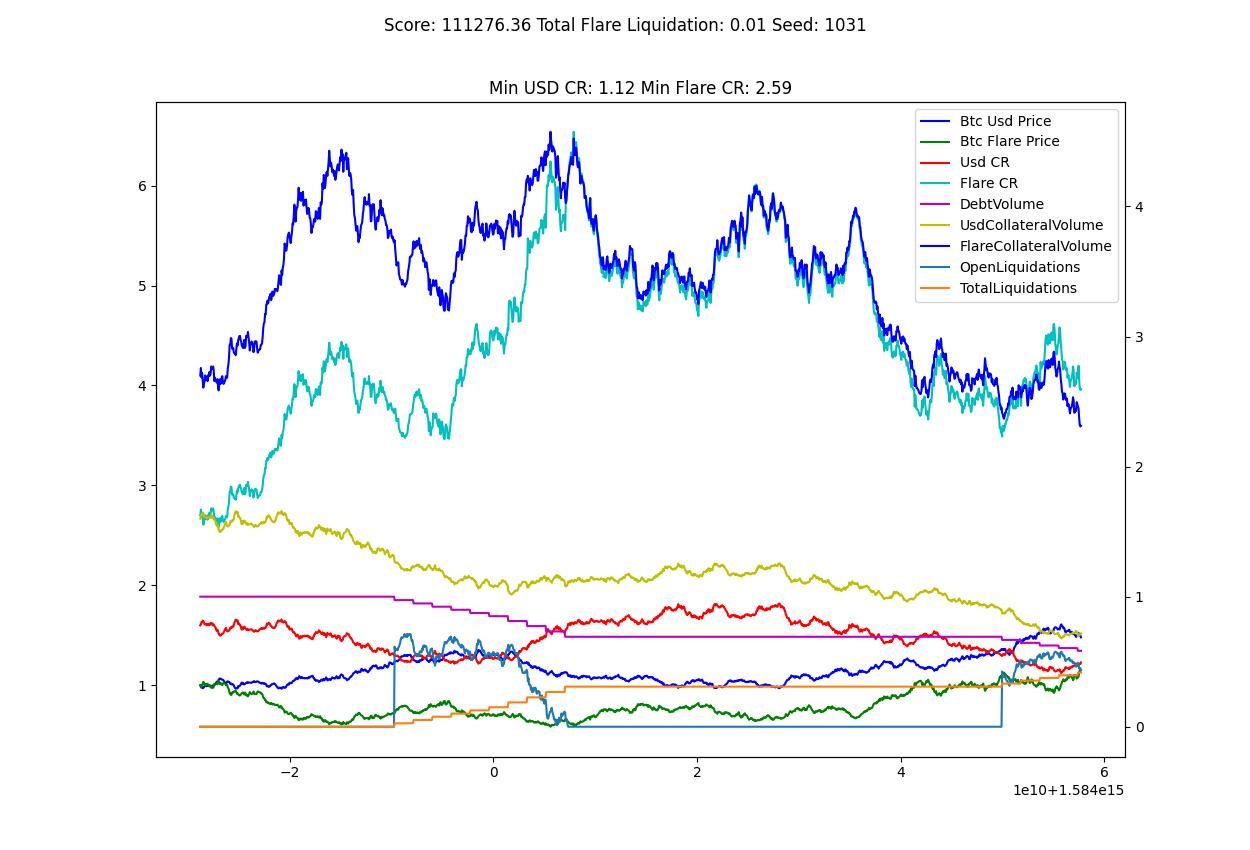 Score: 111276.36 Total Flare Liquidation: 0.01 Seed: 1031
Min USD CR: 1.12 Min Flare CR: 2.59
Btc Usd Price
Btc Flare Price
Usd CR
Flare CR
DebtVolume
UsdCollateralVolume
FlareCollateralVolume
OpenLiquidations
TotalLiquidations
6
5
4
3
2
1
4
3
2
1
0
−2
0
2
4
6
1e10+1.584e15